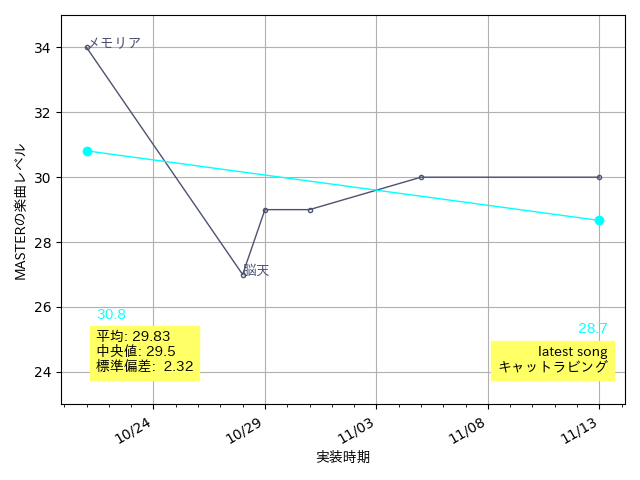 34
32
30
28
26
24
MASTERの楽曲レベル
メモリア
脳天
30.8
平均: 29.83
中央値: 29.5
標準偏差: 2.32
28.7
latest song
キャットラビング
10/24
10/29
11/03
11/08
11/13
実装時期